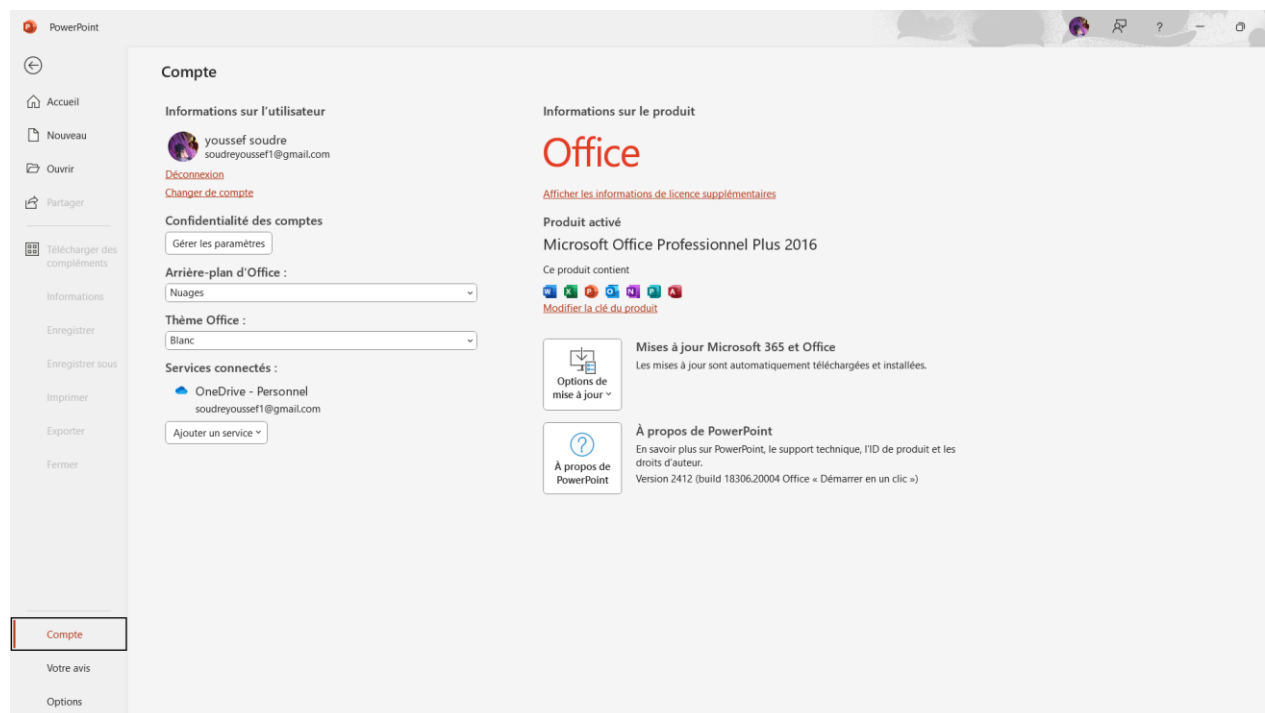 PowerPoint
?
Compte
Accueil
Nouveau
Ouvrir
Partager
Télécharger des
compléments
Informations
Enregistrer
Enregistrer sous
Imprimer
Exporter
Fermer
Compte
Votre avis
Options
Informations sur l'utilisateur
youssef soudre
soudreyoussef1@gmail.com
Déconnexion
Changer de compte
Confidentialité des comptes
Gérer les paramètres
Arrière-plan d'Office :
Nuages
Thème Office :
Blanc
Services connectés :
OneDrive - Personnel
soudreyoussef1@gmail.com
Ajouter un service
Informations sur le produit
Office
Afficher les informations de licence supplémentaires
Produit activé
Microsoft Office Professionnel Plus 2016
Ce produit contient
Modifier la clé du produit
Options de
mise à jour
Mises à jour Microsoft 365 et Office
Les mises à jour sont automatiquement téléchargées et installées.
À propos de
PowerPoint
À propos de PowerPoint
En savoir plus sur PowerPoint, le support technique, l'ID de produit et les
droits d'auteur.
Version 2412 (build 18306.20004 Office « Démarrer en un clic »)